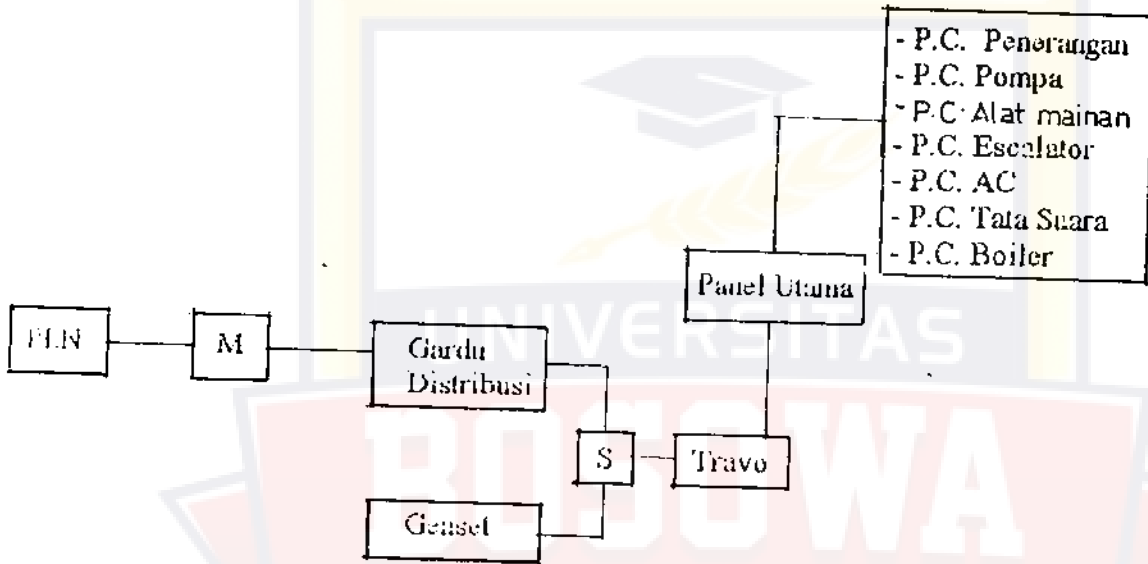 - P.C. Penerangan
- P.C. Pompa
- P.C. Alat mainan
- P.C. Escalator
- P.C. AC
- P.C. Tata Suara
- P.C. Boiler
Panel Utama
PLN
M
Gardu
Distribusi
S
Travo
Genset
UNIVERSITAS
BOSOWA